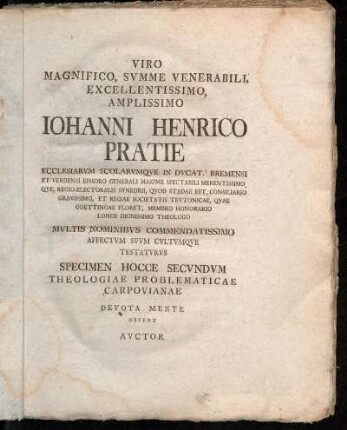 VIRO
MAGNIFICO, SVMME VENERABILI,
EXCELLENTISSIMO,
AMPLISSIMO
IOHANNI HENRICO
PRATIE
ECCLESIARVM SCOLARVMQVE IN DVCAT. BREMENSI
ET VERDENSI EPHORO GENERALI MAXIME SPECTABILI MERENTISSIMO
QVE, REGIO-ELECTORALIS SYNEDRII, QVOD STADAE EST, CONSILIARIO
GRAVISSIMO, ET REGIAE SOCIETATIS TEVTONICAE, QVAE
GOETTINGAE FLORET, MEMBRO HONORARIO
LONGE DIGNISSIMO THEOLOGO
MVLTIS NOMINIBVS COMMENDATISSIMO
AFFECTVM SVVM CVLTVMQVE
TESTATVRVS
SPECIMEN HOCCE SECVNDVM
THEOLOGIAE PROBLEMATICAE
CARPOVIANAE
DEVOTA MENTE
OFFERT
AVCTOR.